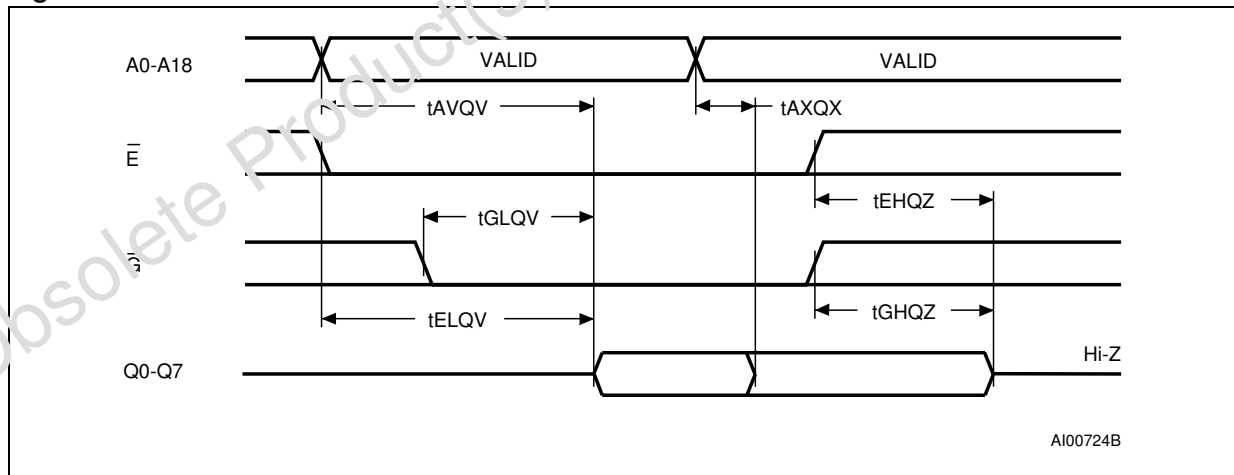 Obsolete Product(s)
A0-A18
VALID
VALID
tAVQV
tAXQX
E
tEHQZ
tGLQV
G
tELQV
tGHQZ
Q0-Q7
Hi-Z
AI00724B